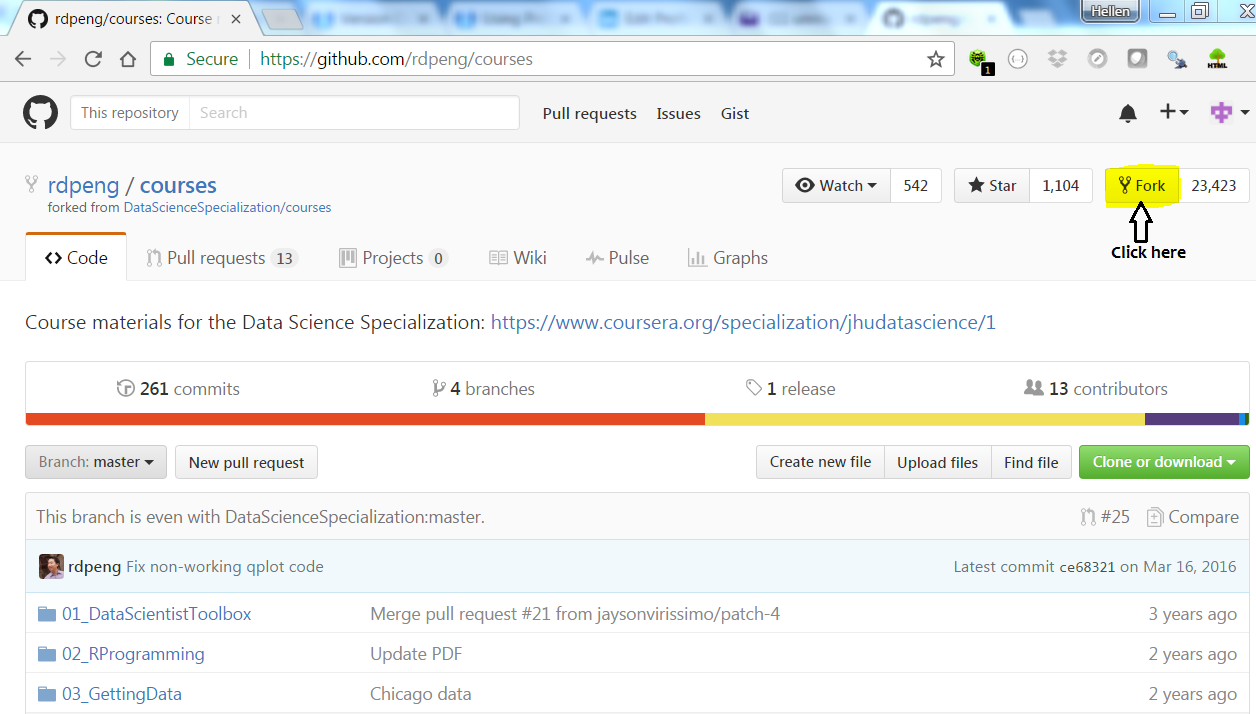 rdpeng/courses: Course
Hellen
Secure https://github.com/rdpeng/courses
1
HTML
This repository Search Pull requests Issues Gist
rdpeng / courses
Watch 542 Star 1,104 Fork 23,423
forked from DataScienceSpecialization/courses
Click here
Code Pull requests 13 Projects 0 Wiki Pulse Graphs
Course materials for the Data Science Specialization: https://www.coursera.org/specialization/jhudatascience/1
261 commits 4 branches 1 release 13 contributors
Branch: master New pull request Create new file Upload files Find file Clone or download
This branch is even with DataScienceSpecialization:master. #25 Compare
rdpeng Fix non-working qplot code Latest commit ce68321 on Mar 16, 2016
01_DataScientistToolbox Merge pull request #21 from jaysonvirissimo/patch-4 3 years ago
02_RProgramming Update PDF 2 years ago
03_GettingData Chicago data 2 years ago